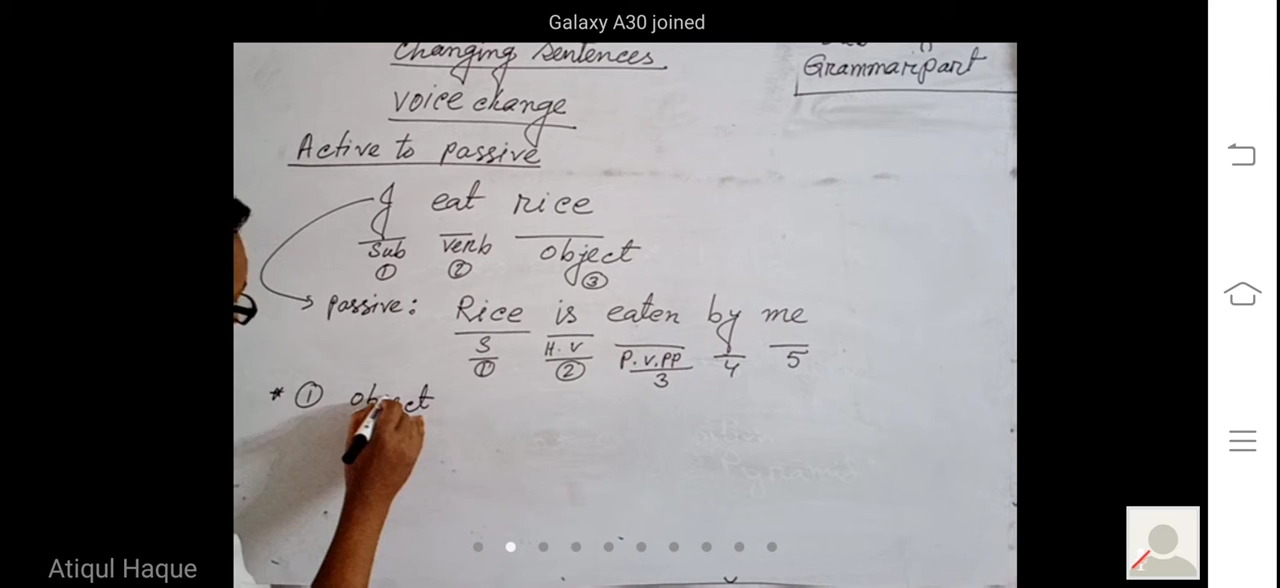 Galaxy A30 joined
Changing Sentences
Grammar part
Voice change
Active to passive
I eat rice
Sub verb object
① ② ③
passive: Rice is eaten by me
S H.V P.V.PP 4 5
① ② 3
* ① object
Atiqul Haque